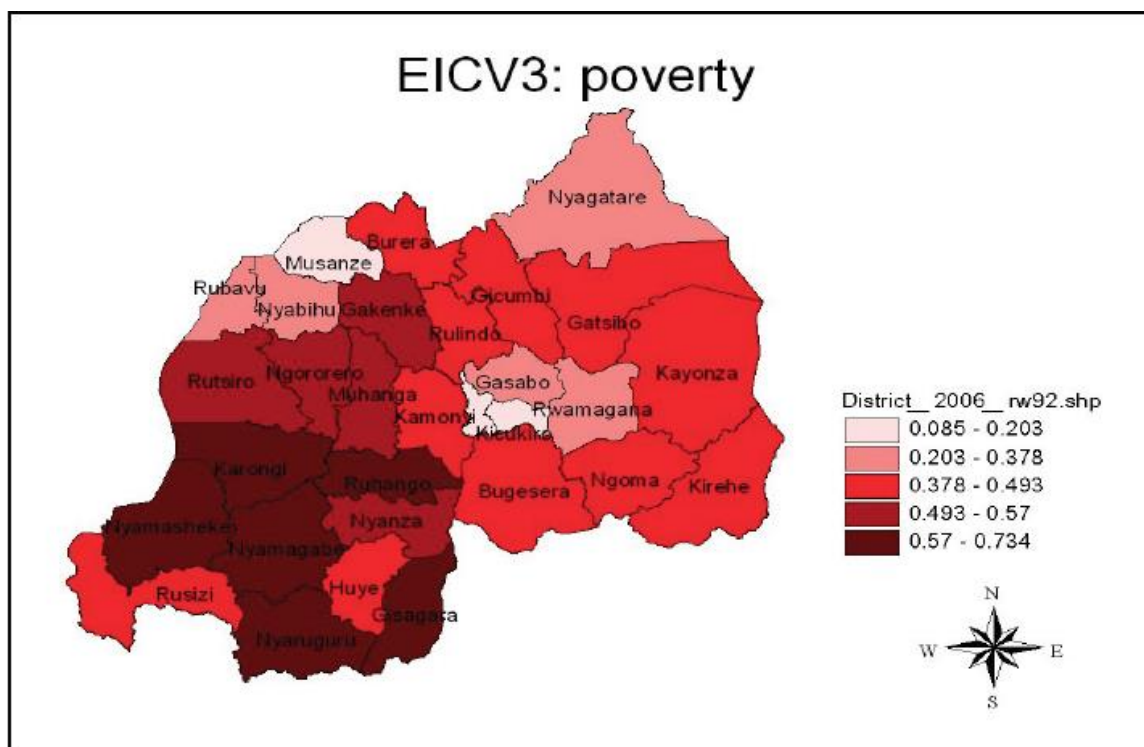 EICV3: poverty
Nyagatare
Burera
Musanze
Rubavu
Nyabihu
Gakenke
Gicumbi
Rulindo
Gatsibo
Kayonza
Rutsiro
Ngororero
Muhanga
Gasabo
Rwamagana
Kamonyi
Kicukiro
Karongi
Ruhango
Bugesera
Ngoma
Kirehe
Nyamasheke
Nyanza
Nyamagabe
Rusizi
Huye
Gisagara
Nyaruguru
District_ 2006_ rw92.shp
0.085 - 0.203
0.203 - 0.378
0.378 - 0.493
0.493 - 0.57
0.57 - 0.734
N
W E
S